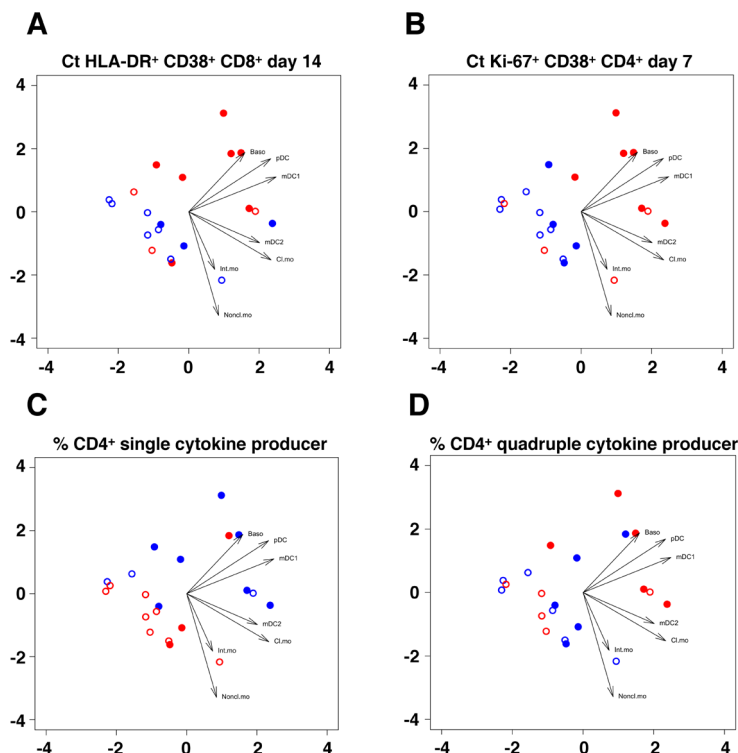 A
Ct HLA-DR⁺ CD38⁺ CD8⁺ day 14
4
2
0
-2
-4
-4
-2
0
2
4
Baso
pDC
mDC1
mDC2
Cl.mo
Int.mo
Noncl.mo
B
Ct Ki-67⁺ CD38⁺ CD4⁺ day 7
4
2
0
-2
-4
-4
-2
0
2
4
Baso
pDC
mDC1
mDC2
Cl.mo
Int.mo
Noncl.mo
C
% CD4⁺ single cytokine producer
4
2
0
-2
-4
-4
-2
0
2
4
Baso
pDC
mDC1
mDC2
Cl.mo
Int.mo
Noncl.mo
D
% CD4⁺ quadruple cytokine producer
4
2
0
-2
-4
-4
-2
0
2
4
Baso
pDC
mDC1
mDC2
Cl.mo
Int.mo
Noncl.mo